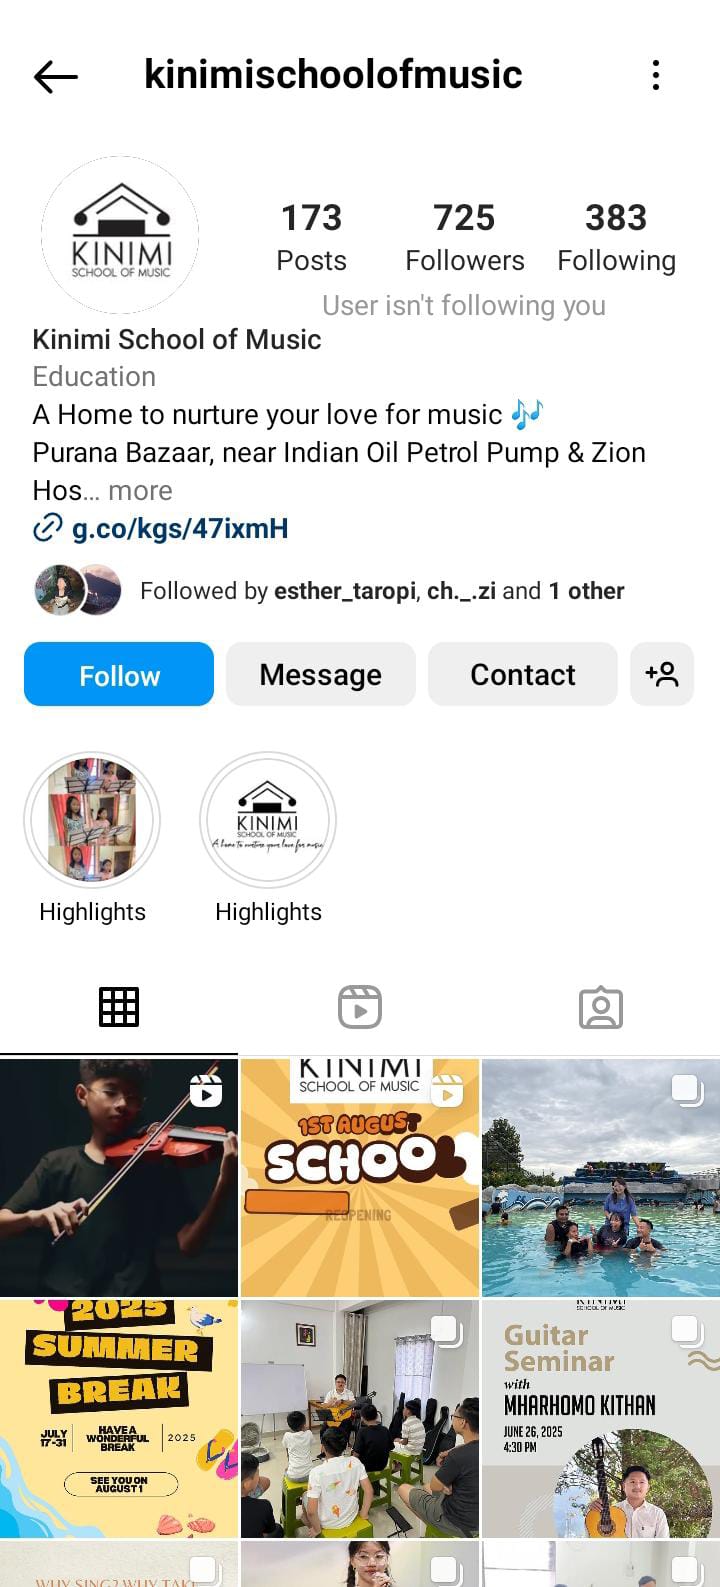 kinimischoolofmusic
KINIMI
SCHOOL OF MUSIC
173 725 383
Posts Followers Following
User isn't following you
Kinimi School of Music
Education
A Home to nurture your love for music 🎶
Purana Bazaar, near Indian Oil Petrol Pump & Zion
Hos... more
g.co/kgs/47ixmH
Followed by esther_taropi, ch._.zi and 1 other
Follow Message Contact
KINIMI
SCHOOL OF MUSIC
A home to nurture your love for music
Highlights Highlights
KINIMI
SCHOOL OF MUSIC
1ST AUGUST
SCHOOL
REOPENING
2025
SUMMER
BREAK
JULY
17-31
HAVE A
WONDERFUL
BREAK
2025
SEE YOU ON
AUGUST 1
KINIMI
SCHOOL OF MUSIC
Guitar
Seminar
with
MHARHOMO KITHAN
JUNE 26, 2025
4:30 PM
WHY SING? WHY TAKE